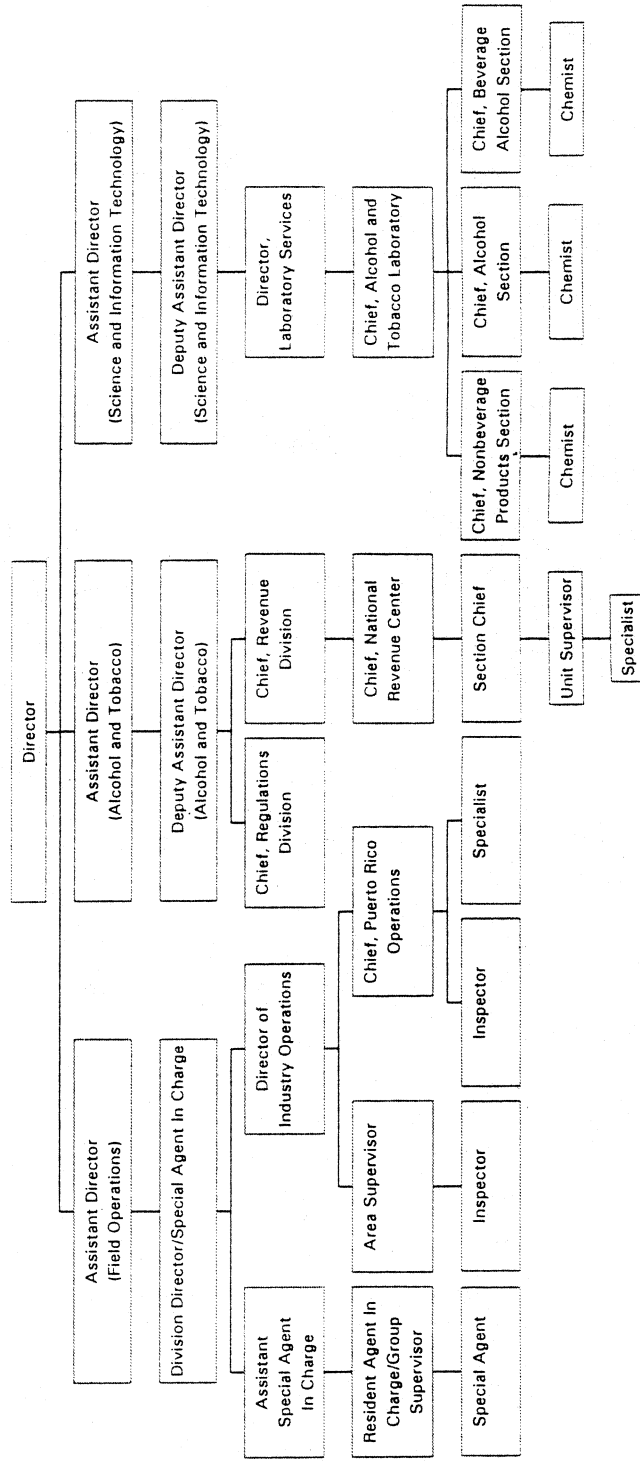 Director
Assistant Director
(Field Operations)
Assistant Director
(Alcohol and Tobacco)
Assistant Director
(Science and Information Technology)
Division Director/Special Agent In Charge
Deputy Assistant Director
(Alcohol and Tobacco)
Deputy Assistant Director
(Science and Information Technology)
Assistant
Special Agent
In Charge
Director of
Industry Operations
Chief, Regulations
Division
Chief, Revenue
Division
Director,
Laboratory Services
Resident Agent In
Charge/Group
Supervisor
Area Supervisor
Chief, Puerto Rico
Operations
Chief, National
Revenue Center
Chief, Alcohol and
Tobacco Laboratory
Special Agent
Inspector
Inspector
Specialist
Section Chief
Chief, Nonbeverage
Products Section
Chief, Alcohol
Section
Chief, Beverage
Alcohol Section
Unit Supervisor
Chemist
Chemist
Chemist
Specialist